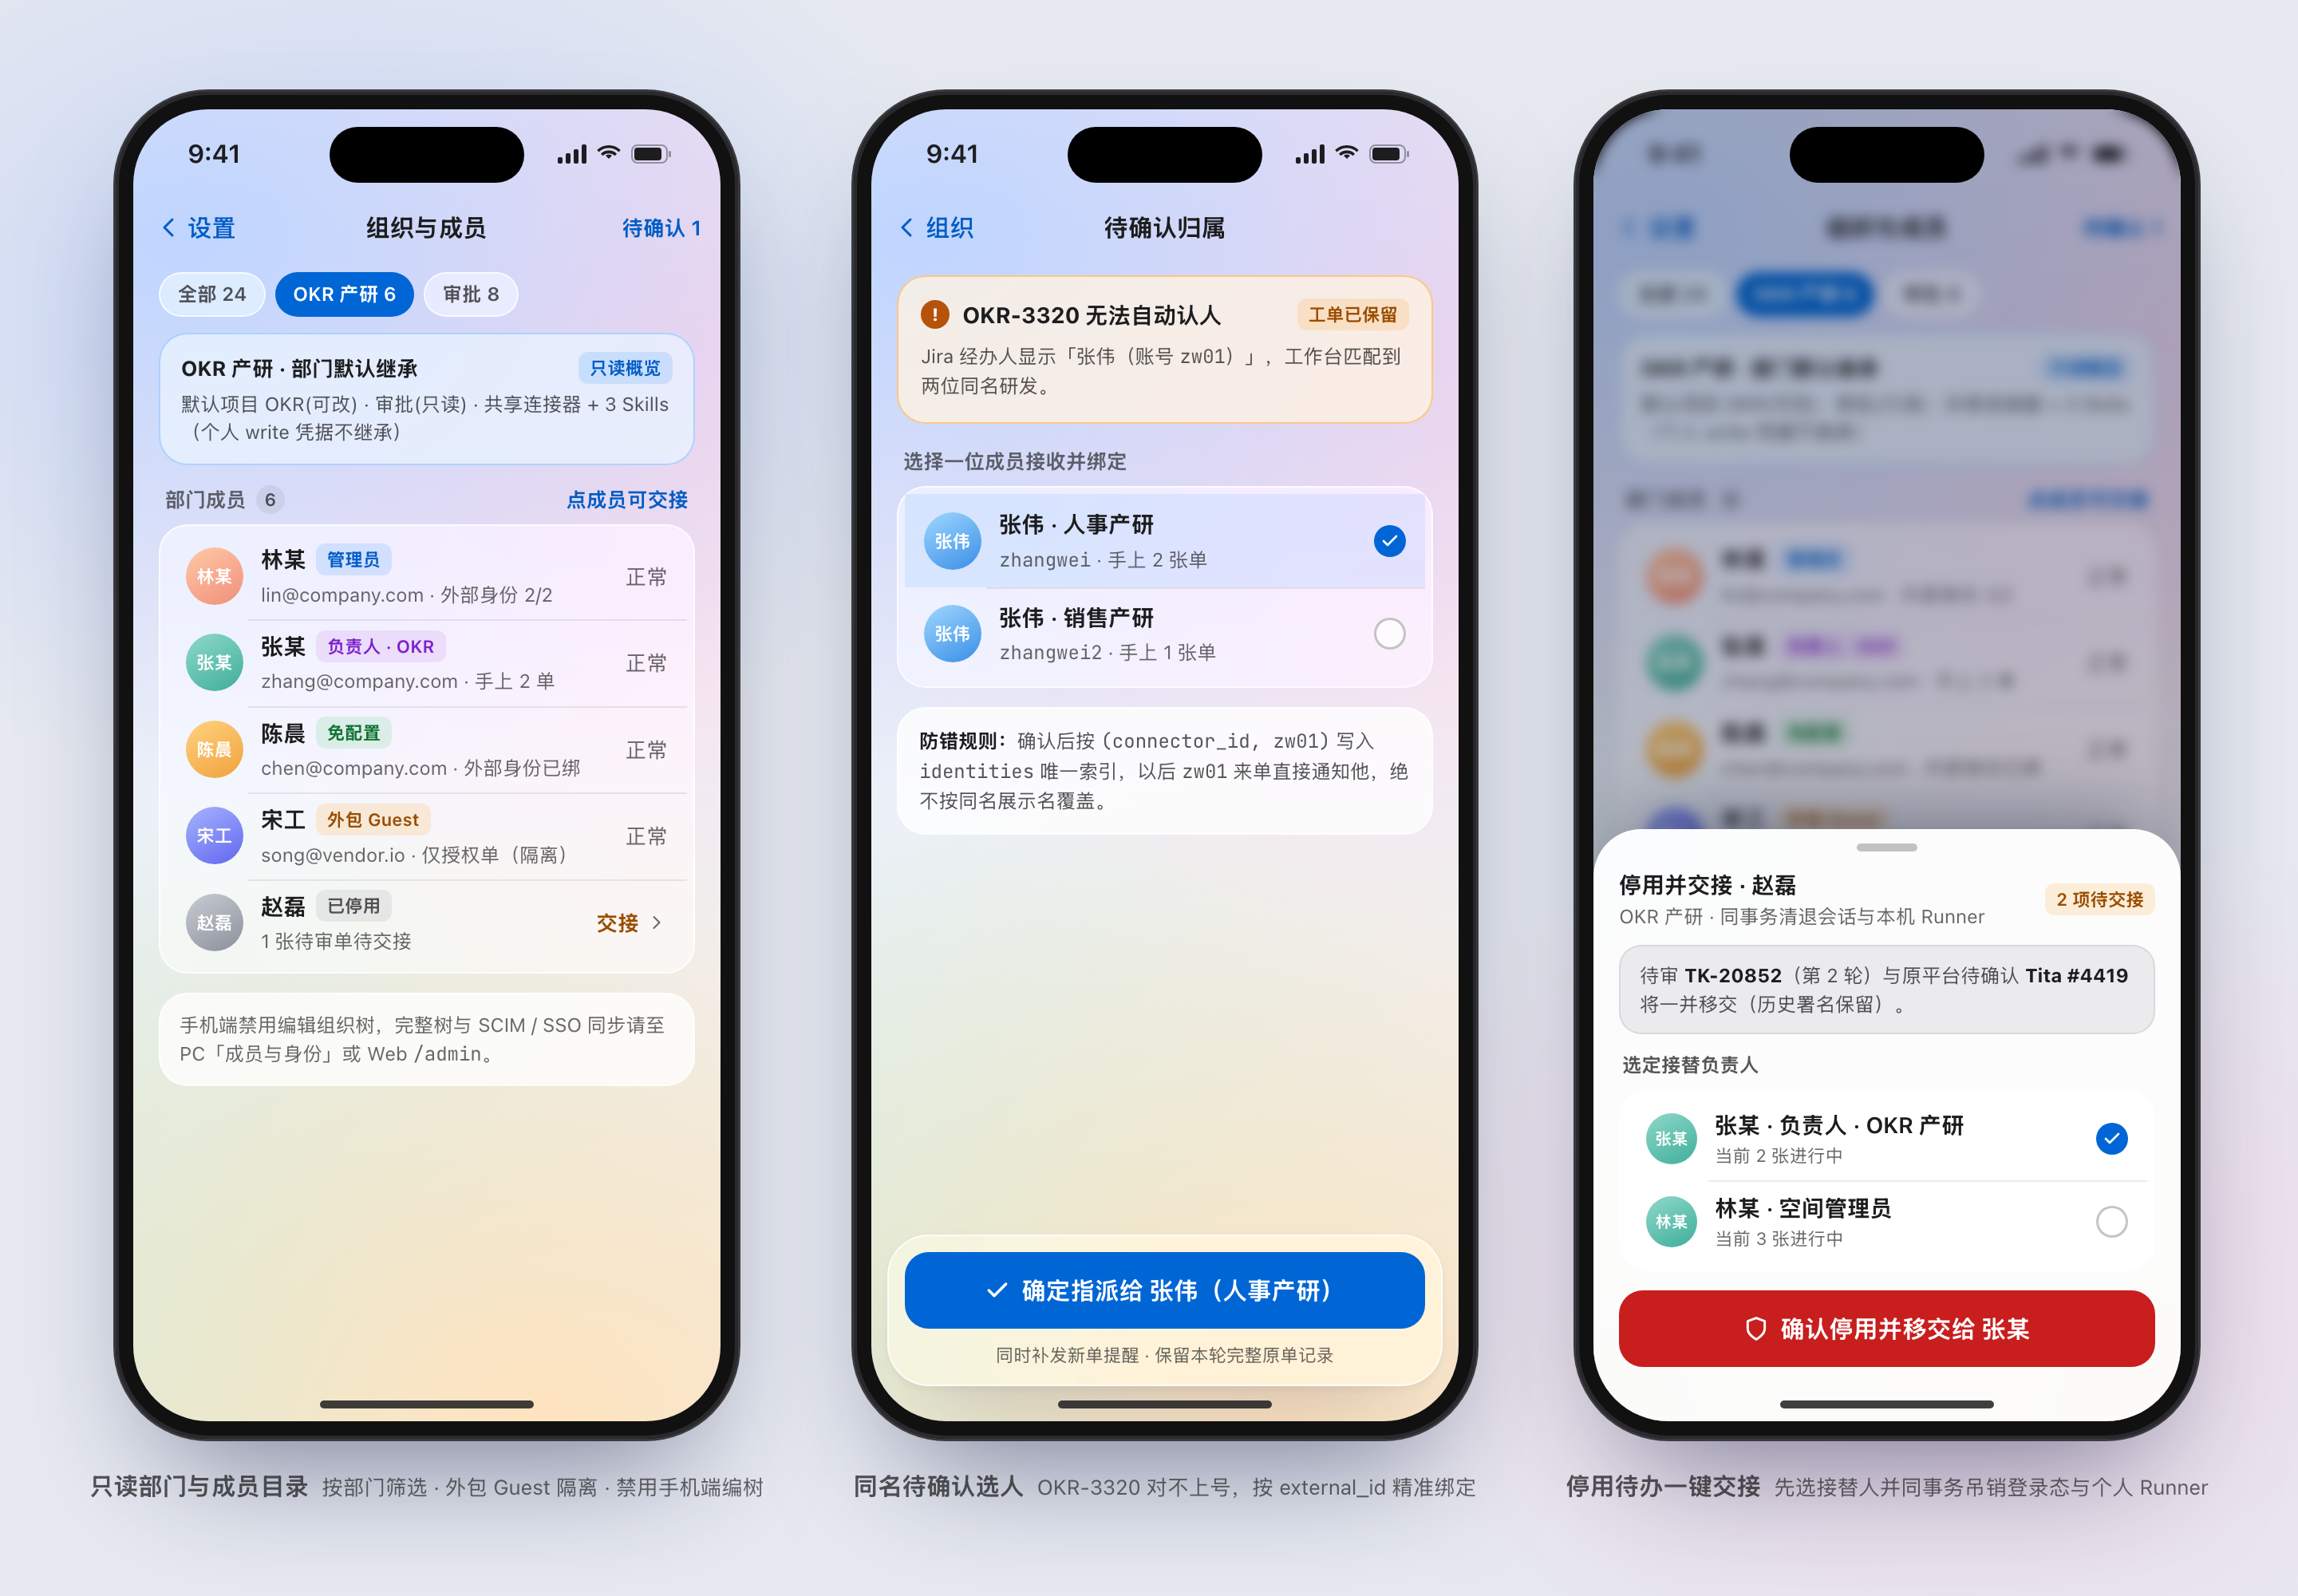 9:41
设置
组织与成员
待确认 1
全部 24
OKR 产研 6
审批 8
OKR 产研 · 部门默认继承
只读概览
默认项目 OKR(可改) · 审批(只读) · 共享连接器 + 3 Skills
（个人 write 凭据不继承）
部门成员 6
点成员可交接
林某
林某 管理员
lin@company.com · 外部身份 2/2
正常
张某
张某 负责人 · OKR
zhang@company.com · 手上 2 单
正常
陈晨
陈晨 免配置
chen@company.com · 外部身份已绑
正常
宋工
宋工 外包 Guest
song@vendor.io · 仅授权单（隔离）
正常
赵磊
赵磊 已停用
1 张待审单待交接
交接
手机端禁用编辑组织树，完整树与 SCIM / SSO 同步请至
PC「成员与身份」或 Web /admin。
只读部门与成员目录 按部门筛选 · 外包 Guest 隔离 · 禁用手机端编树
9:41
组织
待确认归属
OKR-3320 无法自动认人
工单已保留
Jira 经办人显示「张伟（账号 zw01）」，工作台匹配到
两位同名研发。
选择一位成员接收并绑定
张伟
张伟 · 人事产研
zhangwei · 手上 2 张单
张伟
张伟 · 销售产研
zhangwei2 · 手上 1 张单
防错规则：确认后按 (connector_id, zw01) 写入
identities 唯一索引，以后 zw01 来单直接通知他，绝
不按同名展示名覆盖。
确定指派给 张伟（人事产研）
同时补发新单提醒 · 保留本轮完整原单记录
同名待确认选人 OKR-3320 对不上号，按 external_id 精准绑定
停用并交接 · 赵磊
OKR 产研 · 同事务清退会话与本机 Runner
2 项待交接
待审 TK-20852（第 2 轮）与原平台待确认 Tita #4419
将一并移交（历史署名保留）。
选定接替负责人
张某
张某 · 负责人 · OKR 产研
当前 2 张进行中
林某
林某 · 空间管理员
当前 3 张进行中
确认停用并移交给 张某
停用待办一键交接 先选接替人并同事务吊销登录态与个人 Runner